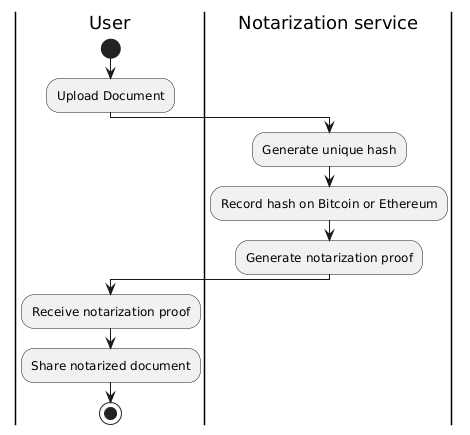 User
Notarization service
Upload Document
Generate unique hash
Record hash on Bitcoin or Ethereum
Generate notarization proof
Receive notarization proof
Share notarized document